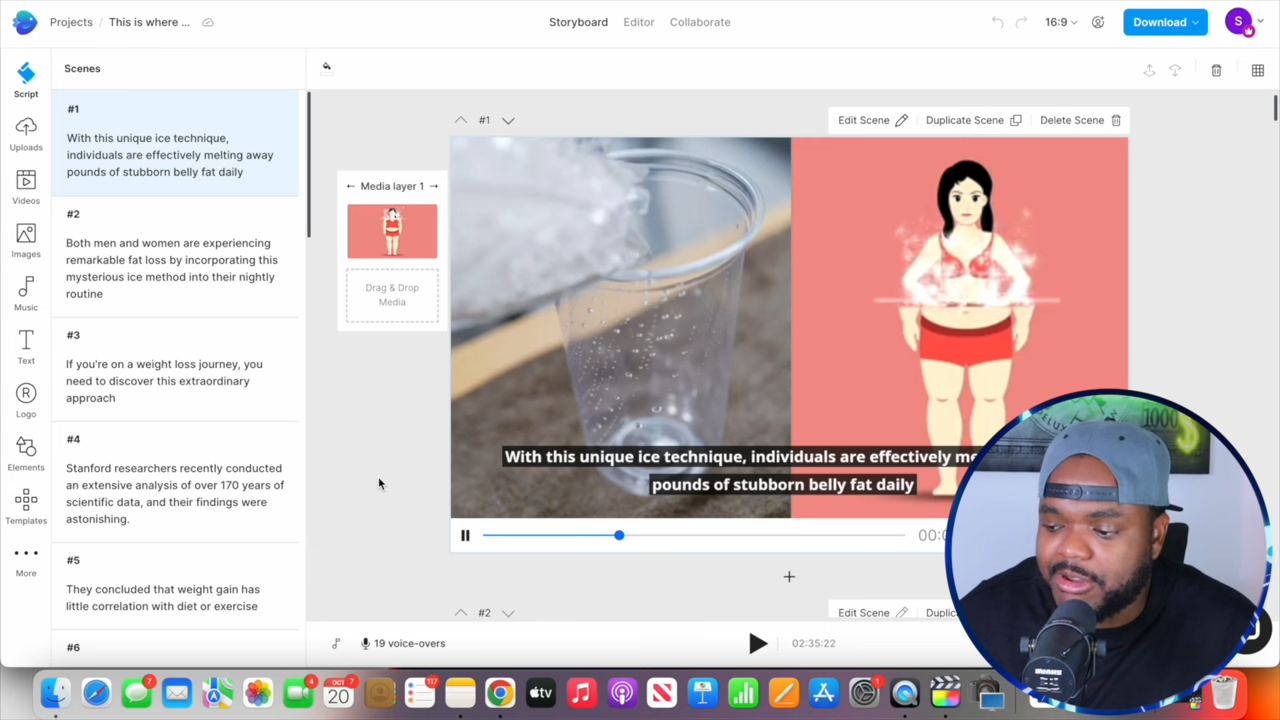 Projects / This is where ...
Storyboard
Editor
Collaborate
16:9
Download
S
Script
Uploads
Videos
Images
Music
Text
Logo
Elements
Templates
More
Scenes
#1
With this unique ice technique,
individuals are effectively melting away
pounds of stubborn belly fat daily
#2
Both men and women are experiencing
remarkable fat loss by incorporating this
mysterious ice method into their nightly
routine
#3
If you're on a weight loss journey, you
need to discover this extraordinary
approach
#4
Stanford researchers recently conducted
an extensive analysis of over 170 years of
scientific data, and their findings were
astonishing.
#5
They concluded that weight gain has
little correlation with diet or exercise
#6
#1
Edit Scene
Duplicate Scene
Delete Scene
← Media layer 1 →
Drag & Drop
Media
With this unique ice technique, individuals are effectively
pounds of stubborn belly fat daily
#2
Edit Scene
19 voice-overs
02:35:22
7
4
OCT
20
7
117
tv
1
1000